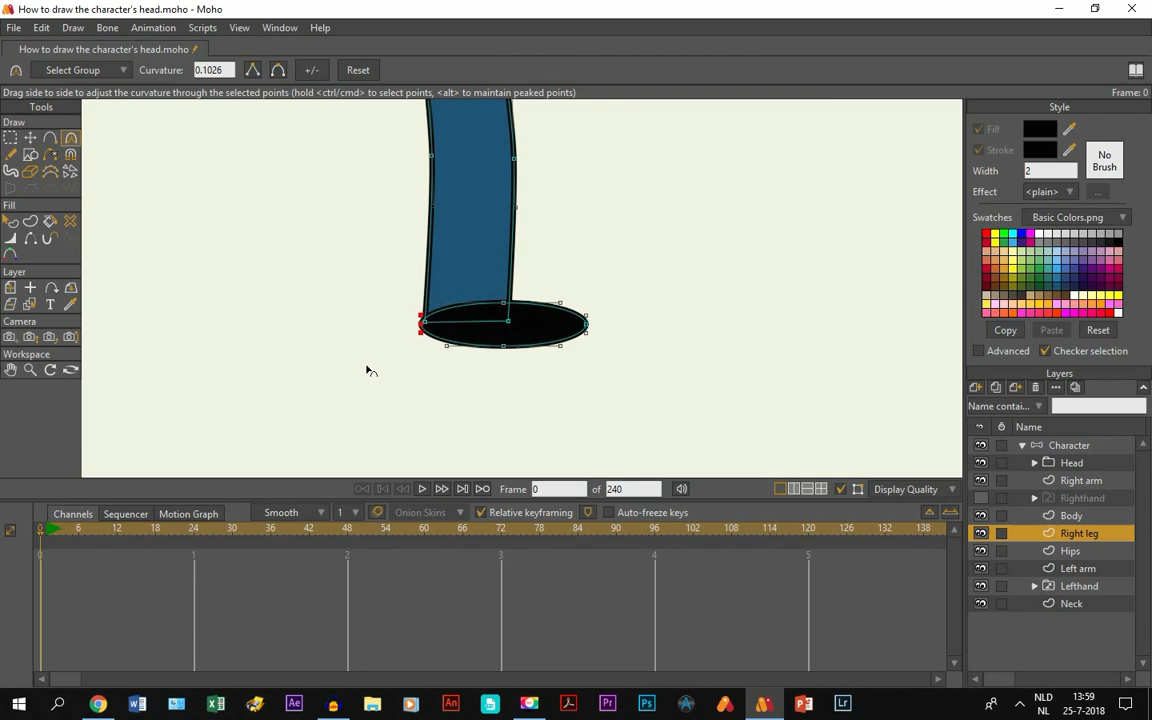 How to draw the character's head.moho - Moho
File Edit Draw Bone Animation Scripts View Window Help
How to draw the character's head.moho
Select Group Curvature: 0.1026 +/- Reset
Drag side to side to adjust the curvature through the selected points (hold <ctrl/cmd> to select points, <alt> to maintain peaked points) Frame: 0
Tools
Draw
Fill
Layer
Camera
Workspace
Style
Fill
Stroke
No Brush
Width 2
Effect <plain> ...
Swatches Basic Colors.png
Copy Paste Reset
Advanced Checker selection
Layers
Name contai...
Name
Character
Head
Right arm
Righthand
Body
Right leg
Hips
Left arm
Lefthand
Neck
Frame 0 of 240 Display Quality
Channels Sequencer Motion Graph Smooth 1 Onion Skins Relative keyframing Auto-freeze keys
0 6 12 18 24 30 36 42 48 54 60 66 72 78 84 90 96 102 108 114 120 126 132 138
0 1 2 3 4 5
Ae An Pr Ps Lr
NLD 13:59
NL 25-7-2018